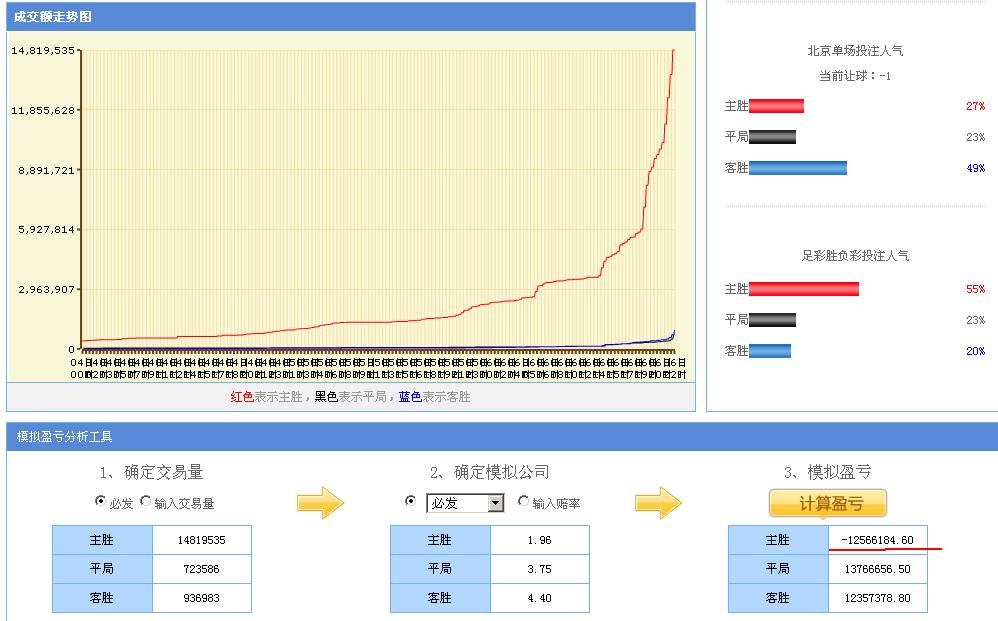 成交额走势图
14,819,535
11,855,628
8,891,721
5,927,814
2,963,907
0
红色表示主胜，黑色表示平局，蓝色表示客胜
北京单场投注人气
当前让球：-1
主胜 27%
平局 23%
客胜 49%
足彩胜负彩投注人气
主胜 55%
平局 23%
客胜 20%
模拟盈亏分析工具
1、确定交易量
必发 输入交易量
主胜 14819535
平局 723586
客胜 936983
2、确定模拟公司
必发 输入赔率
主胜 1.96
平局 3.75
客胜 4.40
3、模拟盈亏
计算盈亏
主胜 -12566184.60
平局 13766656.50
客胜 12357378.80